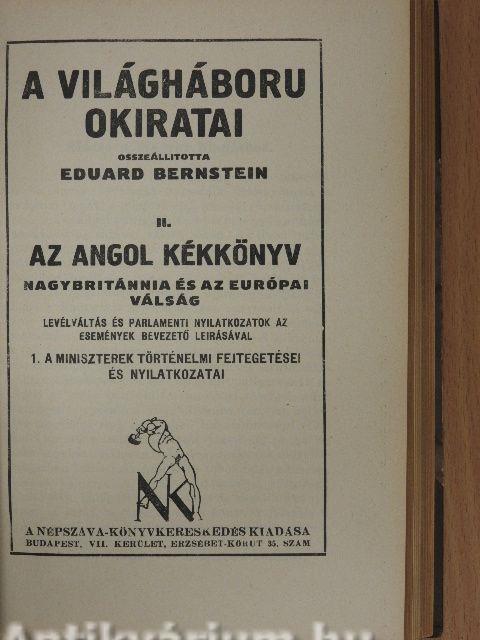 A VILÁGHÁBORU
OKIRATAI
ÖSSZEÁLLITOTTA
EDUARD BERNSTEIN
II.
AZ ANGOL KÉKKÖNYV
NAGYBRITÁNNIA ÉS AZ EURÓPAI
VÁLSÁG
LEVÉLVÁLTÁS ÉS PARLAMENTI NYILATKOZATOK AZ
ESEMÉNYEK BEVEZETŐ LEIRÁSÁVAL
1. A MINISZTEREK TÖRTÉNELMI FEJTEGETÉSEI
ÉS NYILATKOZATAI
NK
A NÉPSZAVA-KÖNYVKERESKEDÉS KIADÁSA
BUDAPEST, VII. KERÜLET, ERZSÉBET-KÖRUT 35. SZÁM
Antikvárium.hu